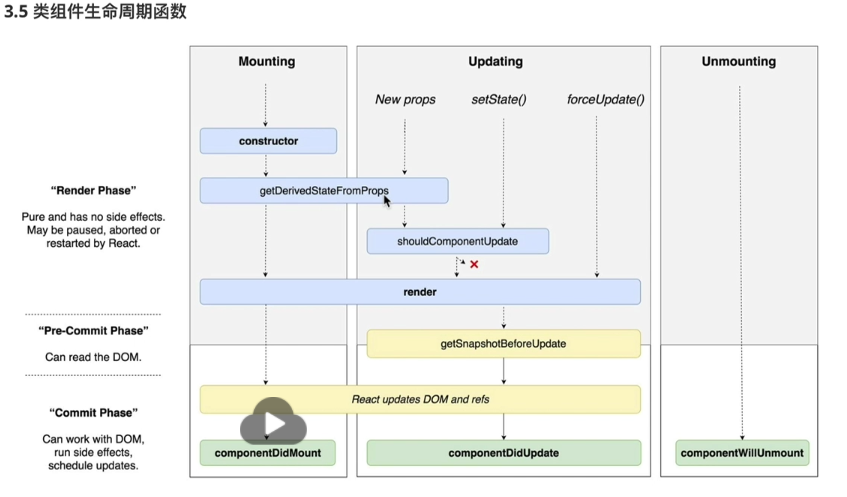 3.5 类组件生命周期函数
Mounting
Updating
Unmounting
New props
setState()
forceUpdate()
constructor
“Render Phase”
Pure and has no side effects.
May be paused, aborted or
restarted by React.
getDerivedStateFromProps
shouldComponentUpdate
render
“Pre-Commit Phase”
Can read the DOM.
getSnapshotBeforeUpdate
“Commit Phase”
Can work with DOM,
run side effects,
schedule updates.
React updates DOM and refs
componentDidMount
componentDidUpdate
componentWillUnmount